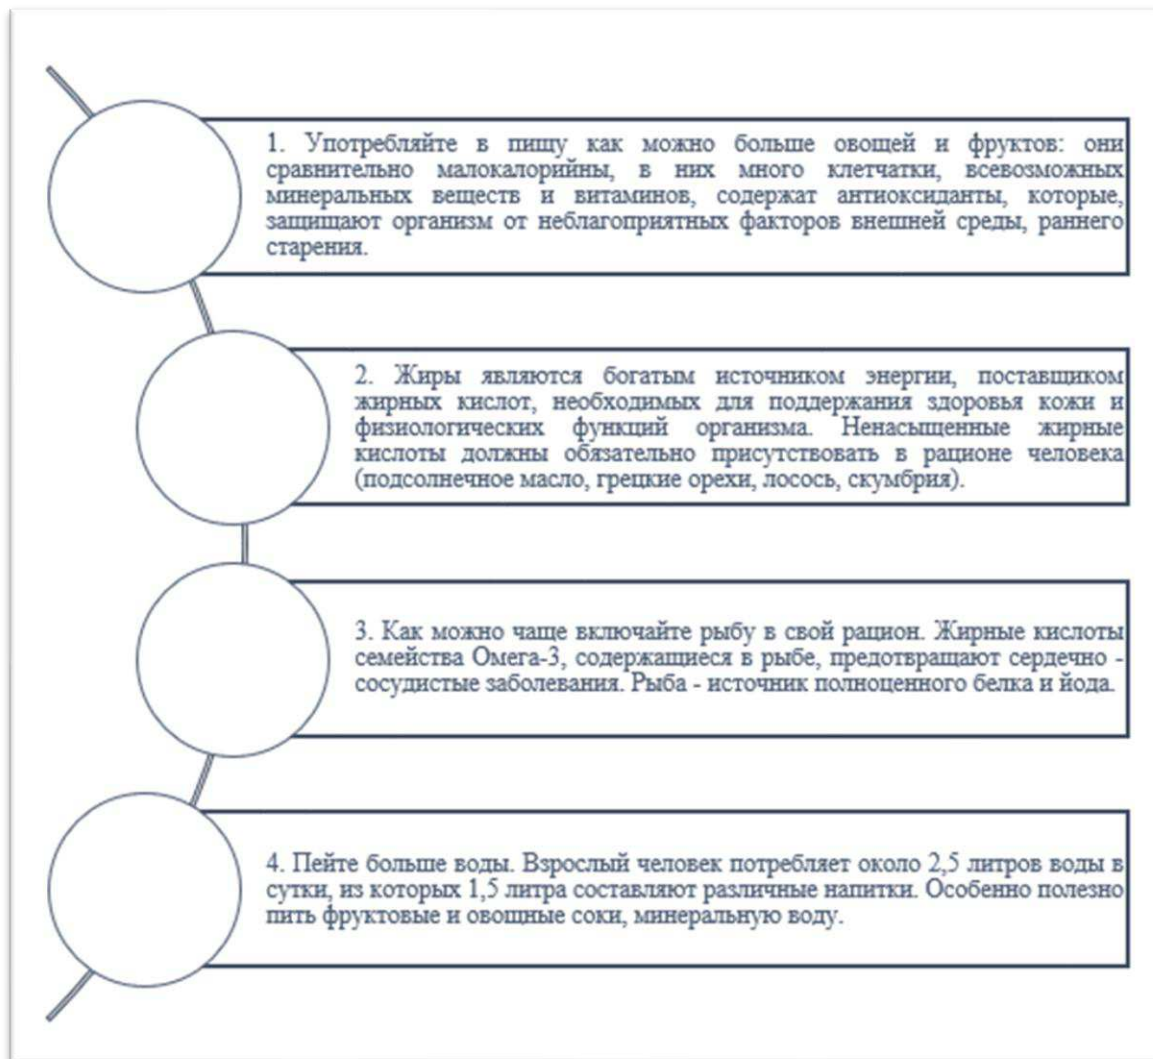 1. Употребляйте в пищу как можно больше овощей и фруктов: они
сравнительно малокалорийны, в них много клетчатки, всевозможных
минеральных веществ и витаминов, содержат антиоксиданты, которые,
защищают организм от неблагоприятных факторов внешней среды, раннего
старения.
2. Жиры являются богатым источником энергии, поставщиком
жирных кислот, необходимых для поддержания здоровья кожи и
физиологических функций организма. Ненасыщенные жирные
кислоты должны обязательно присутствовать в рационе человека
(подсолнечное масло, грецкие орехи, лосось, скумбрия).
3. Как можно чаще включайте рыбу в свой рацион. Жирные кислоты
семейства Омега-3, содержащиеся в рыбе, предотвращают сердечно -
сосудистые заболевания. Рыба - источник полноценного белка и йода.
4. Пейте больше воды. Взрослый человек потребляет около 2,5 литров воды в
сутки, из которых 1,5 литра составляют различные напитки. Особенно полезно
пить фруктовые и овощные соки, минеральную воду.